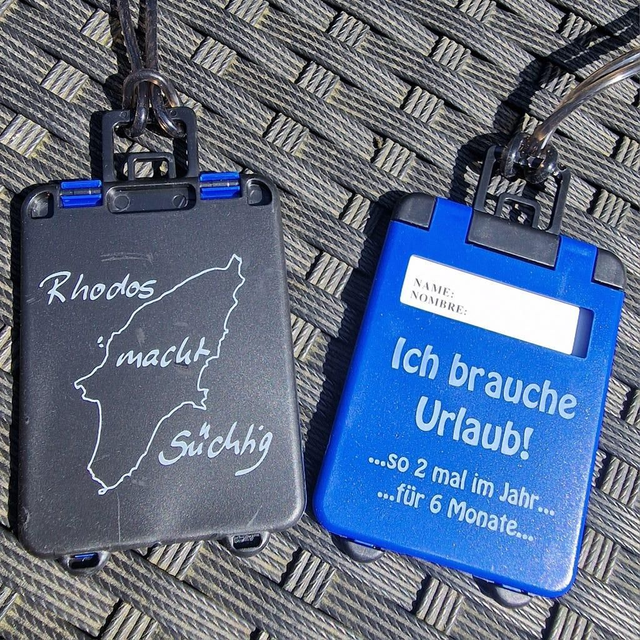 Rhodos
macht
Süchtig
NAME:
NOMBRE:
Ich brauche
Urlaub!
...so 2 mal im Jahr...
...für 6 Monate...